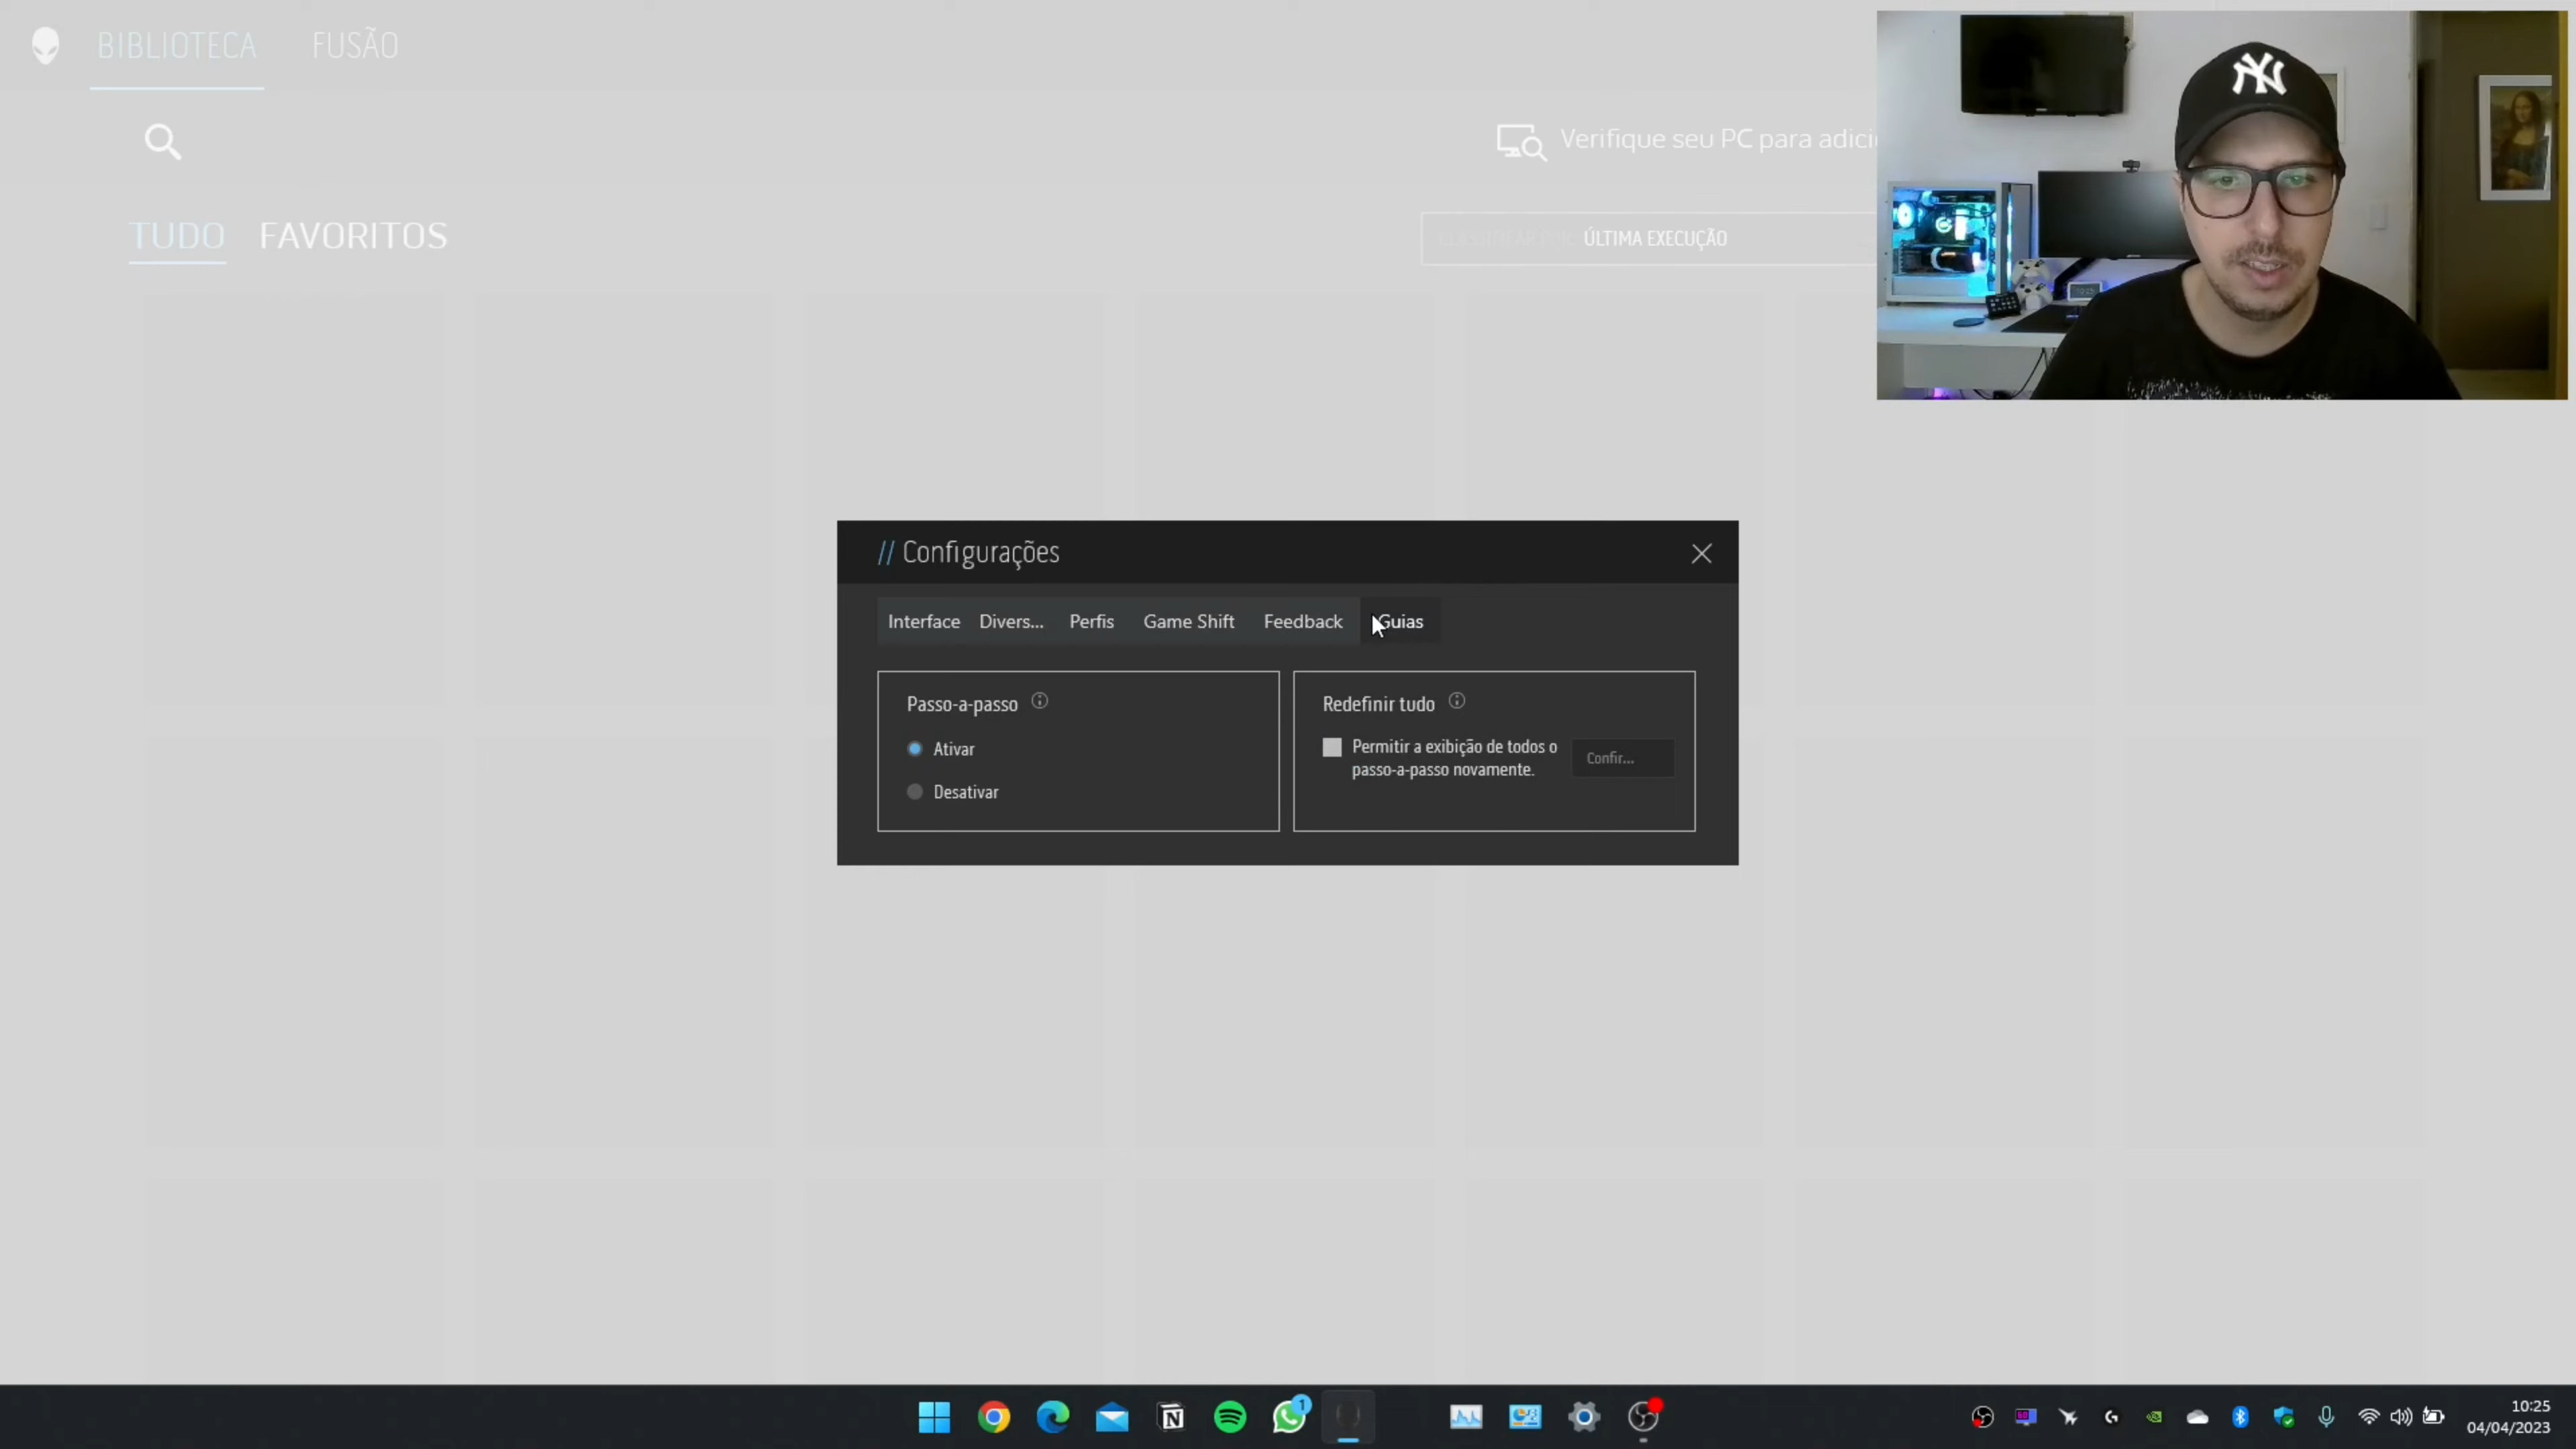 BIBLIOTECA FUSÃO
Verifique seu PC para adici
TUDO FAVORITOS
ÚLTIMA EXECUÇÃO
NY
// Configurações
Interface Divers... Perfis Game Shift Feedback Guias
Passo-a-passo
Ativar
Desativar
Redefinir tudo
Permitir a exibição de todos o
passo-a-passo novamente.
Confir...
1
60
10:25
04/04/2023